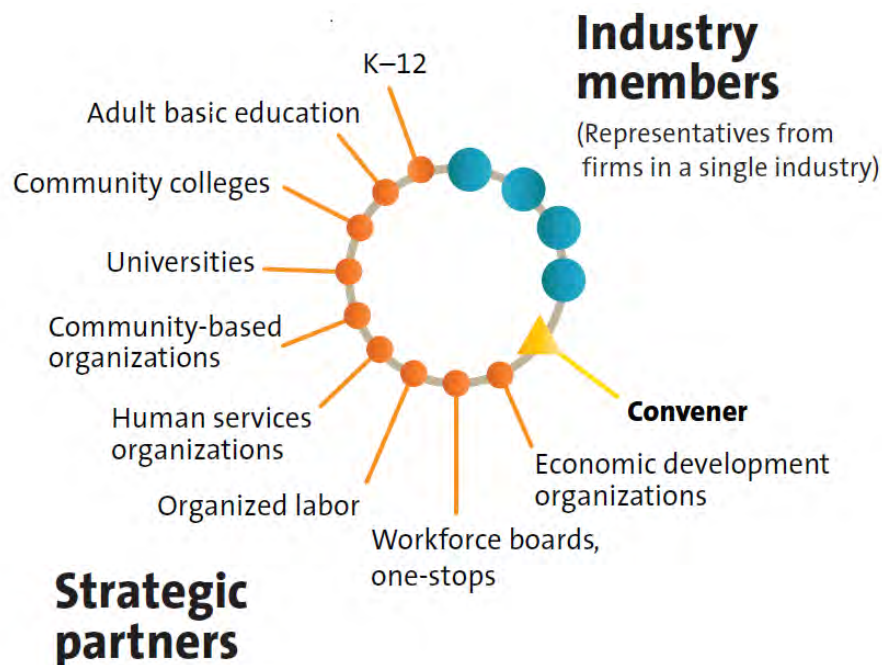 Industry
members
(Representatives from
firms in a single industry)
K–12
Adult basic education
Community colleges
Universities
Community-based
organizations
Human services
organizations
Organized labor
Workforce boards,
one-stops
Economic development
organizations
Convener
Strategic
partners